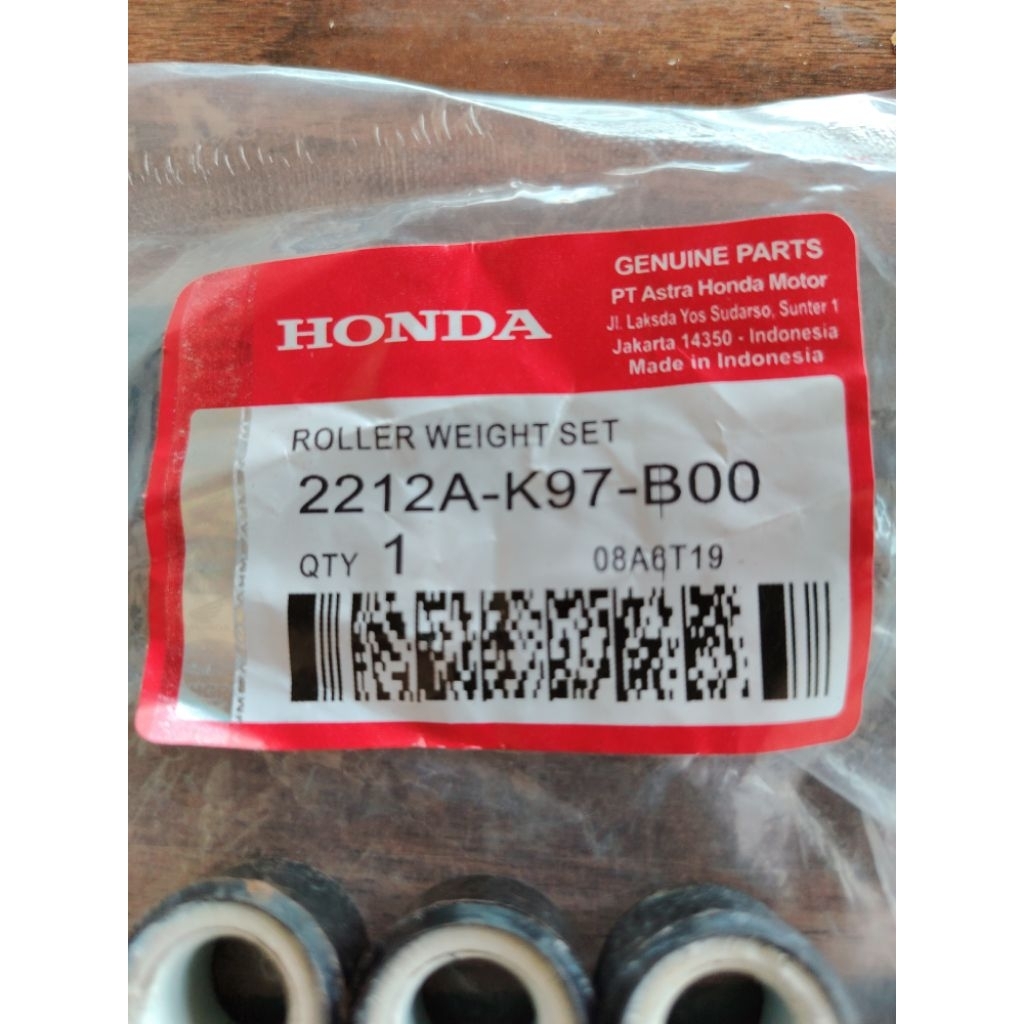 GENUINE PARTS
PT Astra Honda Motor
Jl. Laksda Yos Sudarso, Sunter 1
Jakarta 14350 - Indonesia
Made in Indonesia
HONDA
ROLLER WEIGHT SET
2212A-K97-B00
QTY 1
08A6T19